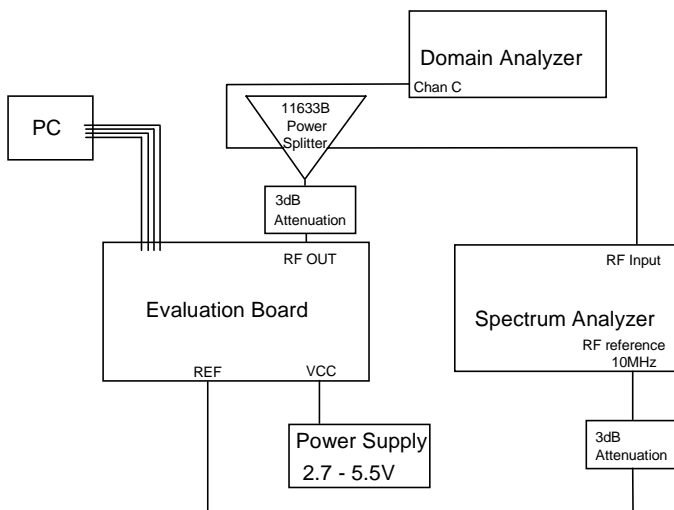 Domain Analyzer
Chan C
11633B
Power
Splitter
PC
3dB
Attenuation
RF OUT
Evaluation Board
REF
VCC
RF Input
Spectrum Analyzer
RF reference
10MHz
Power Supply
2.7 - 5.5V
3dB
Attenuation